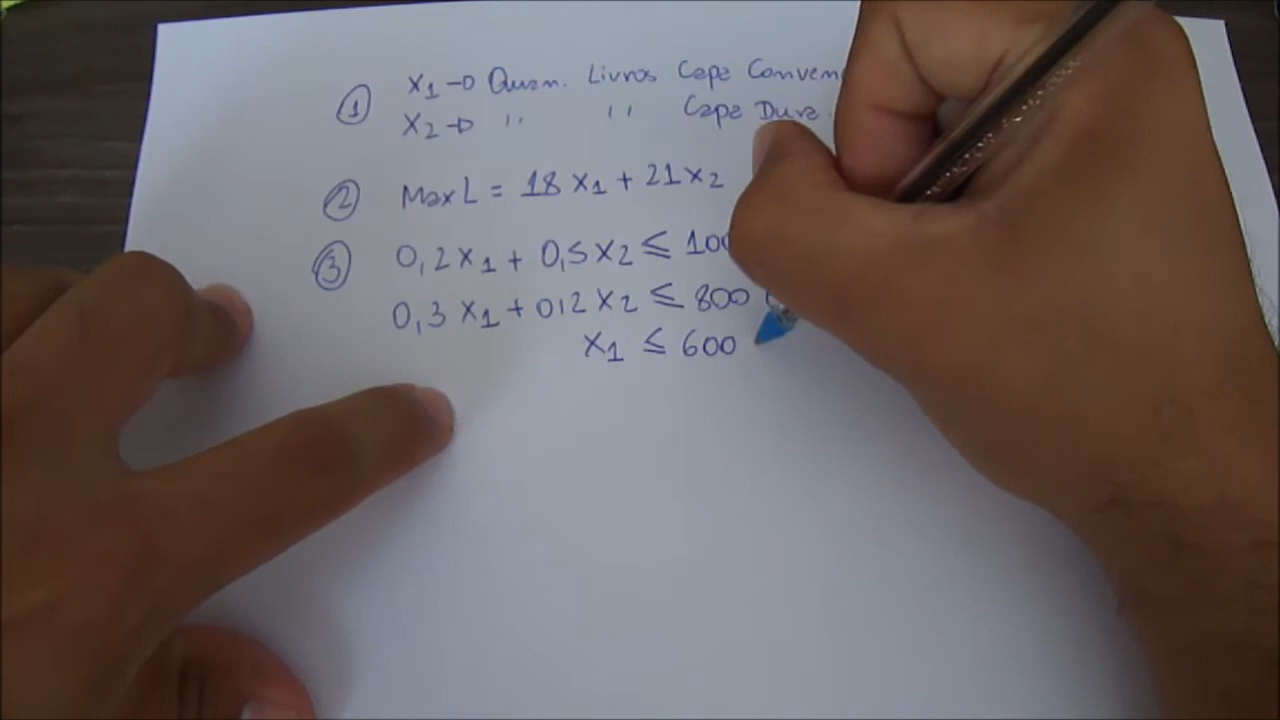 ① X1 → Quan. Livros Capa Conven
X2 → '' '' Capa Dura
② Max L = 18 x1 + 21 x2
③ 0,2 x1 + 0,5 x2 ≤ 100
0,3 x1 + 0,2 x2 ≤ 800
x1 ≤ 600